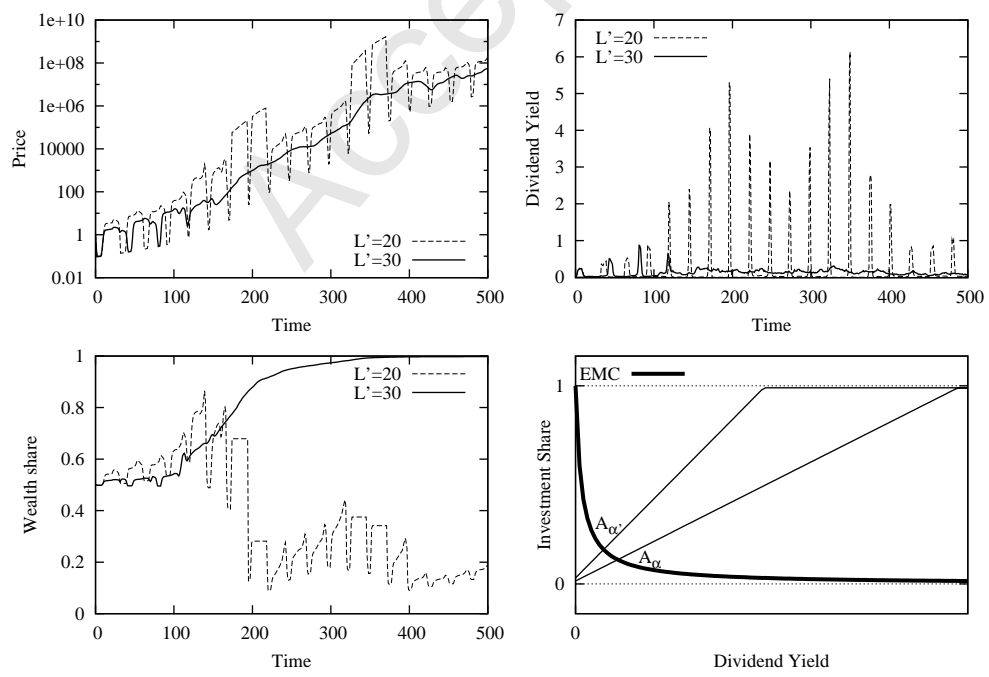 1e+10
1e+08
1e+06
10000
100
1
0.01
Price
L'=20
L'=30
0 100 200 300 400 500
Time
7
6
5
4
3
2
1
0
Dividend Yield
L'=20
L'=30
0 100 200 300 400 500
Time
1
0.8
0.6
0.4
0.2
0
Wealth share
L'=20
L'=30
0 100 200 300 400 500
Time
EMC
1
0
Investment Share
Aα'
Aα
0
Dividend Yield